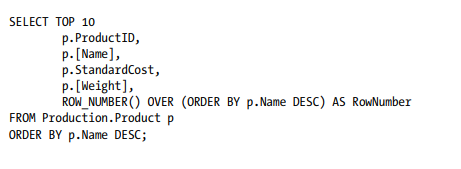 SELECT TOP 10
p.ProductID,
p.[Name],
p.StandardCost,
p.[Weight],
ROW_NUMBER() OVER (ORDER BY p.Name DESC) AS RowNumber
FROM Production.Product p
ORDER BY p.Name DESC;